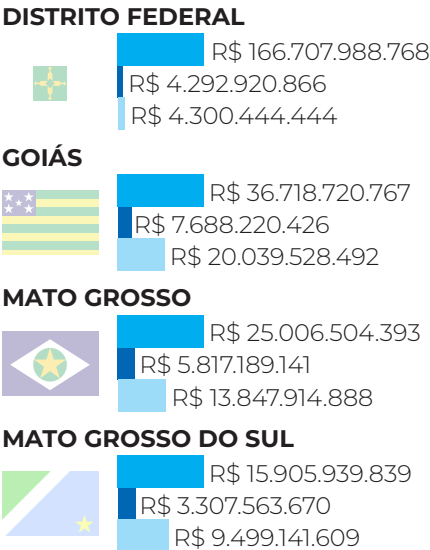 DISTRITO FEDERAL
R$ 166.707.988.768
R$ 4.292.920.866
R$ 4.300.444.444
GOIÁS
R$ 36.718.720.767
R$ 7.688.220.426
R$ 20.039.528.492
MATO GROSSO
R$ 25.006.504.393
R$ 5.817.189.141
R$ 13.847.914.888
MATO GROSSO DO SUL
R$ 15.905.939.839
R$ 3.307.563.670
R$ 9.499.141.609